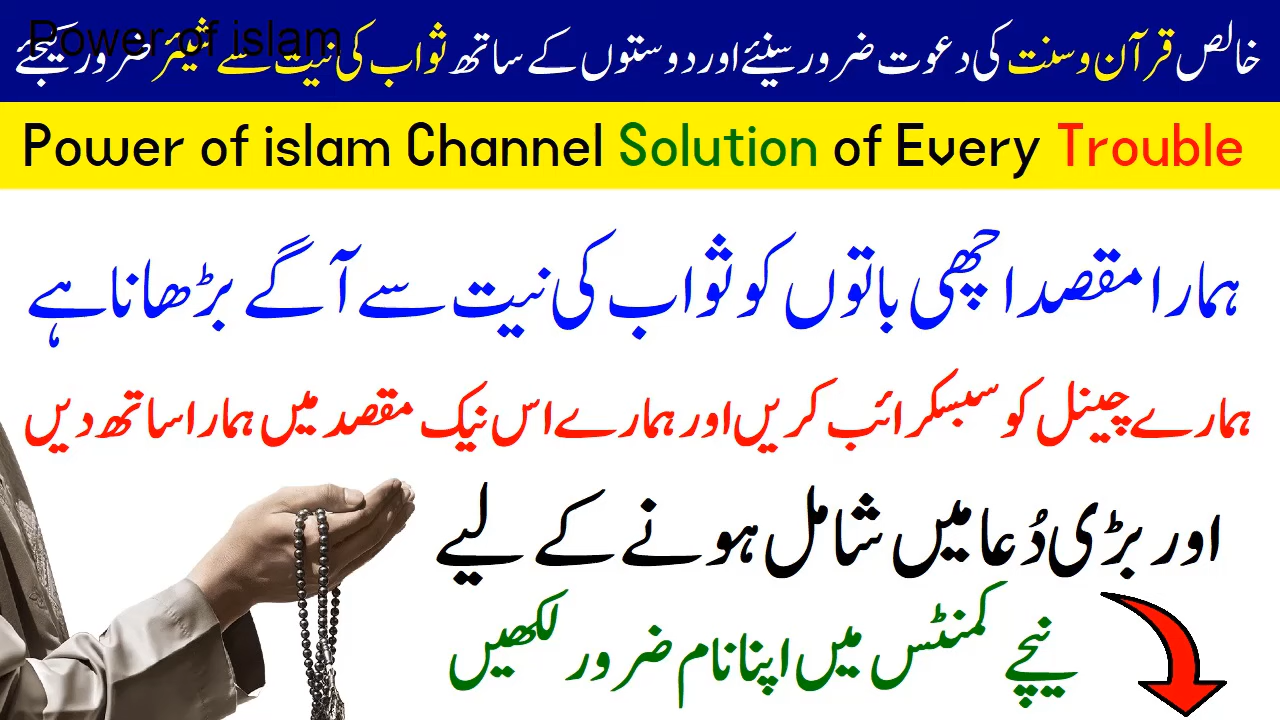 Power of islam
خالص قرآن و سنت کی دعوت ضرور سنیئے اور دوستوں کے ساتھ ثواب کی نیت سے شیئر ضرور کیجئے
Power of islam Channel Solution of Every Trouble
ہمارا مقصد اچھی باتوں کو ثواب کی نیت سے آگے بڑھانا ہے
ہمارے چینل کو سبسکرائب کریں اور ہمارے اس نیک مقصد میں ہمارا ساتھ دیں
اور بڑی دُعا میں شامل ہونے کے لیے
نیچے کمنٹس میں اپنا نام ضرور لکھیں